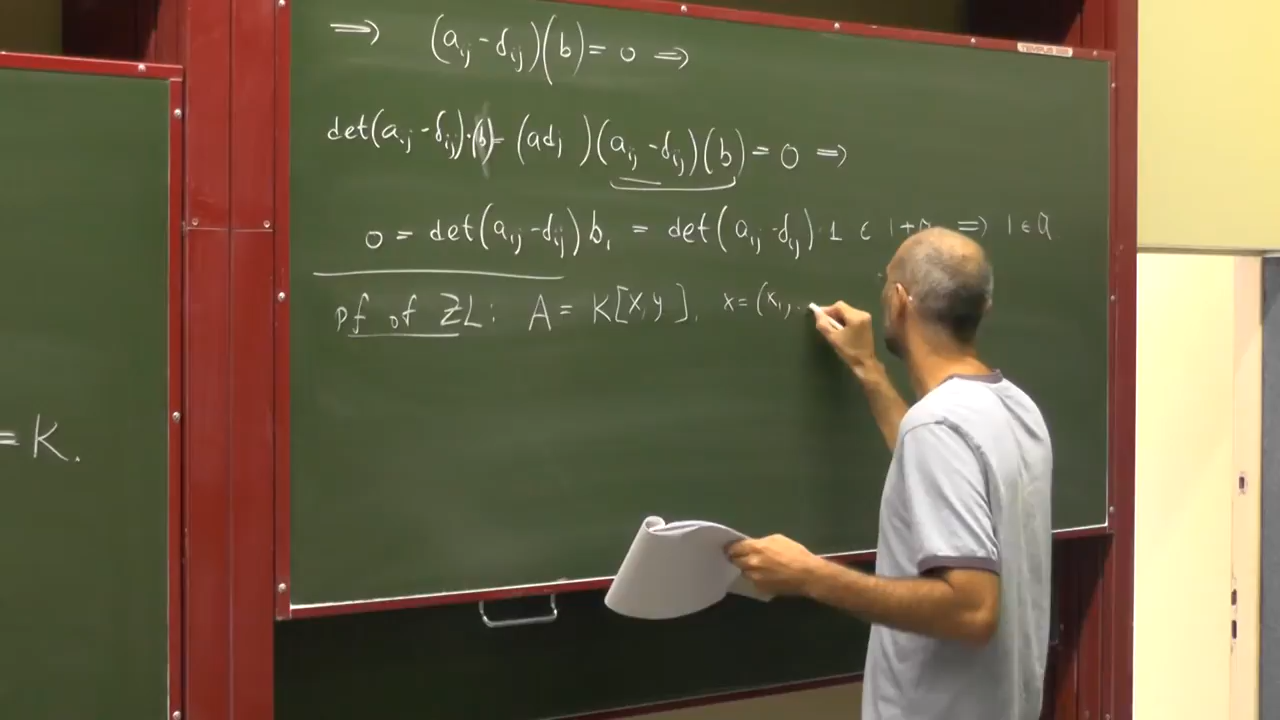 = K.
⟹ (a_ij - δ_ij)(b) = 0 ⟹
det(a_ij - δ_ij)·(b) = (adj )(a_ij - δ_ij)(b) = 0 ⟹
0 = det(a_ij - δ_ij) b_1 = det(a_ij - δ_ij)·1 ∈ 1+a ⟹ 1 ∈ a
pf of ZL: A = K[x,y], x = (x_1, ..